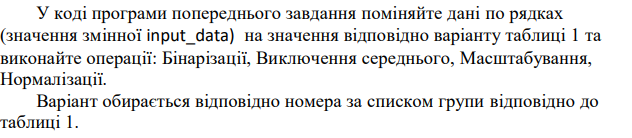 У коді програми попереднього завдання поміняйте дані по рядках
(значення змінної input_data) на значення відповідно варіанту таблиці 1 та
виконайте операції: Бінарізації, Виключення середнього, Масштабування,
Нормалізації.
Варіант обирається відповідно номера за списком групи відповідно до
таблиці 1.